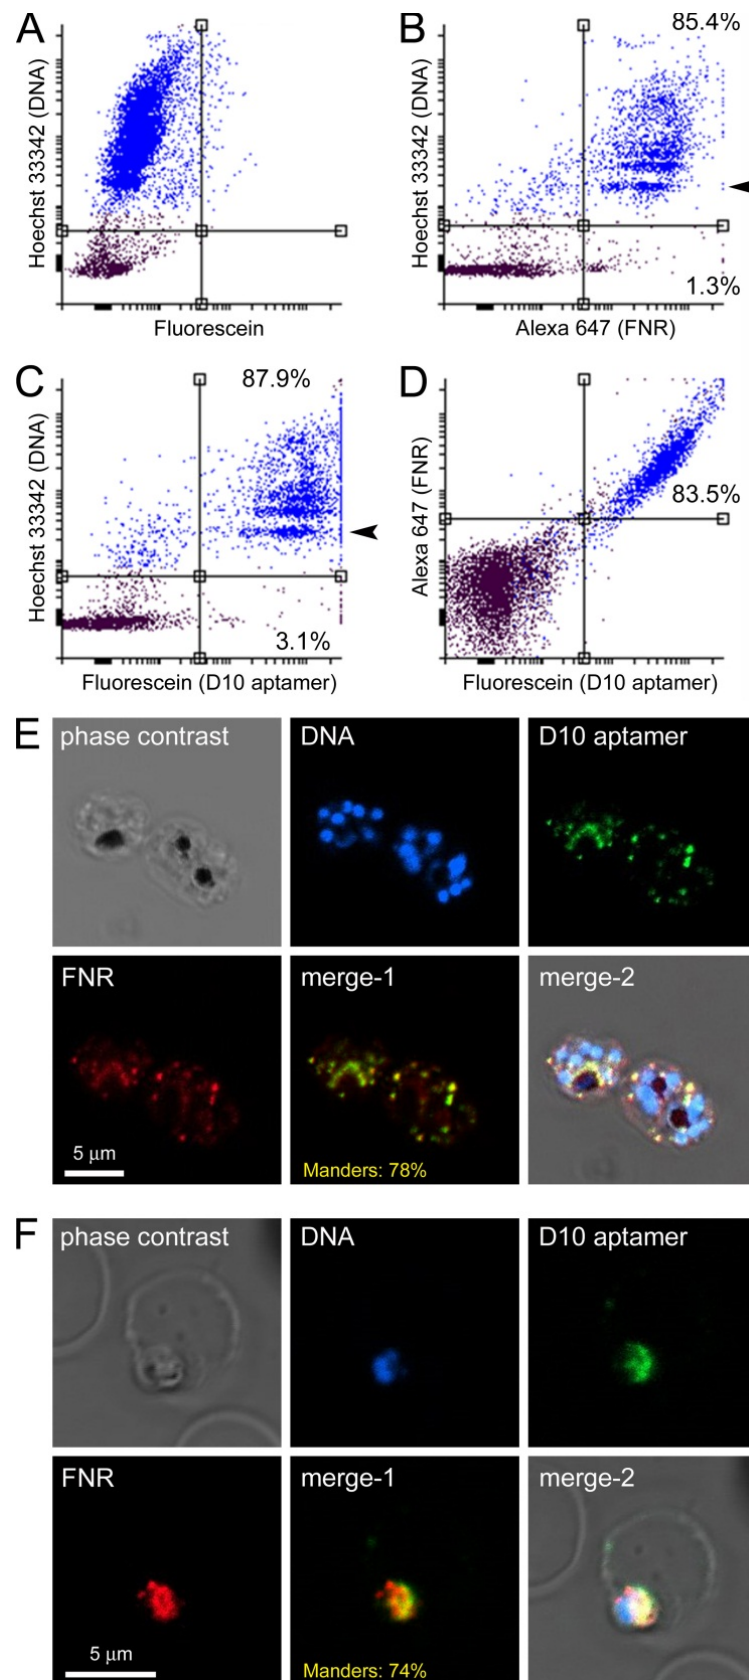 A
Hoechst 33342 (DNA)
Fluorescein
B
85.4%
Hoechst 33342 (DNA)
1.3%
Alexa 647 (FNR)
C
87.9%
Hoechst 33342 (DNA)
3.1%
Fluorescein (D10 aptamer)
D
Alexa 647 (FNR)
83.5%
Fluorescein (D10 aptamer)
E
phase contrast
DNA
D10 aptamer
FNR
5 μm
merge-1
Manders: 78%
merge-2
F
phase contrast
DNA
D10 aptamer
FNR
5 μm
merge-1
Manders: 74%
merge-2